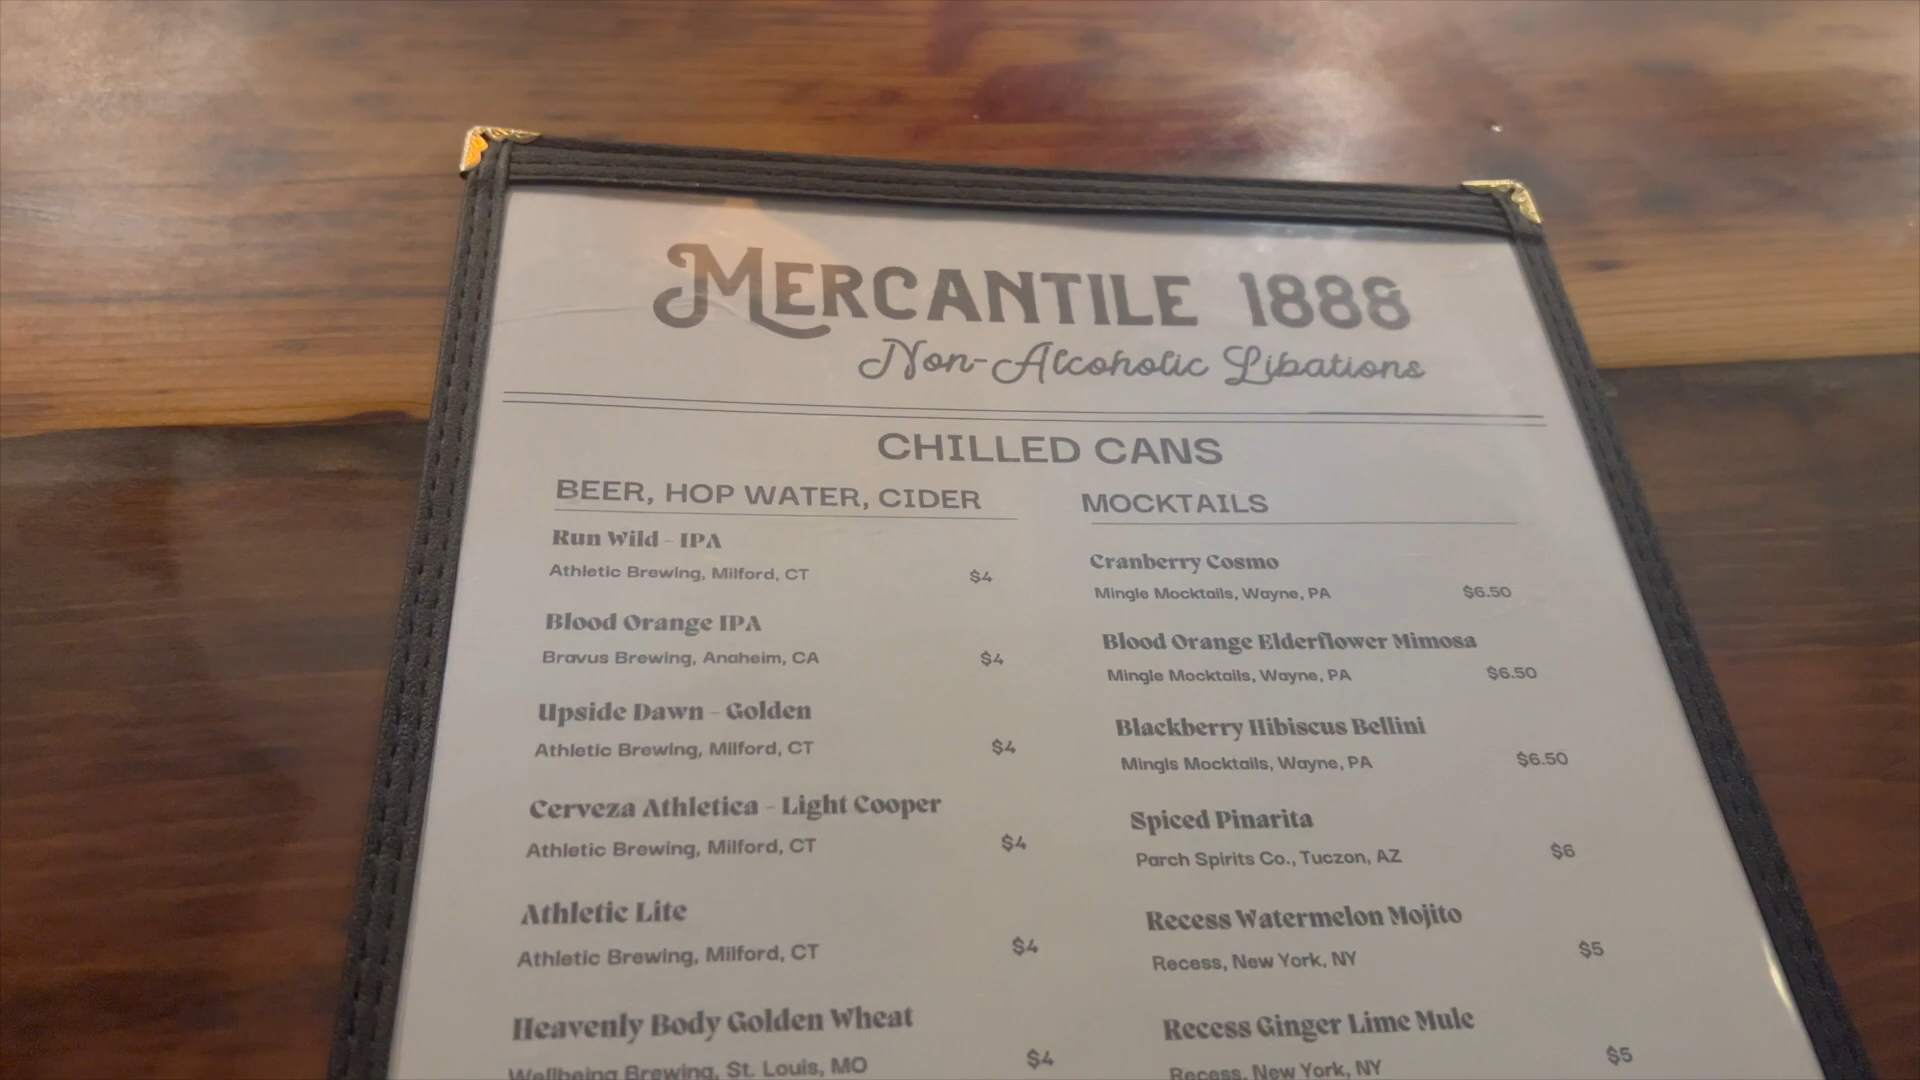 MERCANTILE 1888
Non-Alcoholic Libations
CHILLED CANS
BEER, HOP WATER, CIDER
Run Wild - IPA
Athletic Brewing, Milford, CT $4
Blood Orange IPA
Bravus Brewing, Anaheim, CA $4
Upside Dawn - Golden
Athletic Brewing, Milford, CT $4
Cerveza Athletica - Light Cooper
Athletic Brewing, Milford, CT $4
Athletic Lite
Athletic Brewing, Milford, CT $4
Heavenly Body Golden Wheat
Wellbeing Brewing, St. Louis, MO $4
MOCKTAILS
Cranberry Cosmo
Mingle Mocktails, Wayne, PA $6.50
Blood Orange Elderflower Mimosa
Mingle Mocktails, Wayne, PA $6.50
Blackberry Hibiscus Bellini
Mingls Mocktails, Wayne, PA $6.50
Spiced Pinarita
Parch Spirits Co., Tuczon, AZ $6
Recess Watermelon Mojito
Recess, New York, NY $5
Recess Ginger Lime Mule
Recess, New York, NY $5